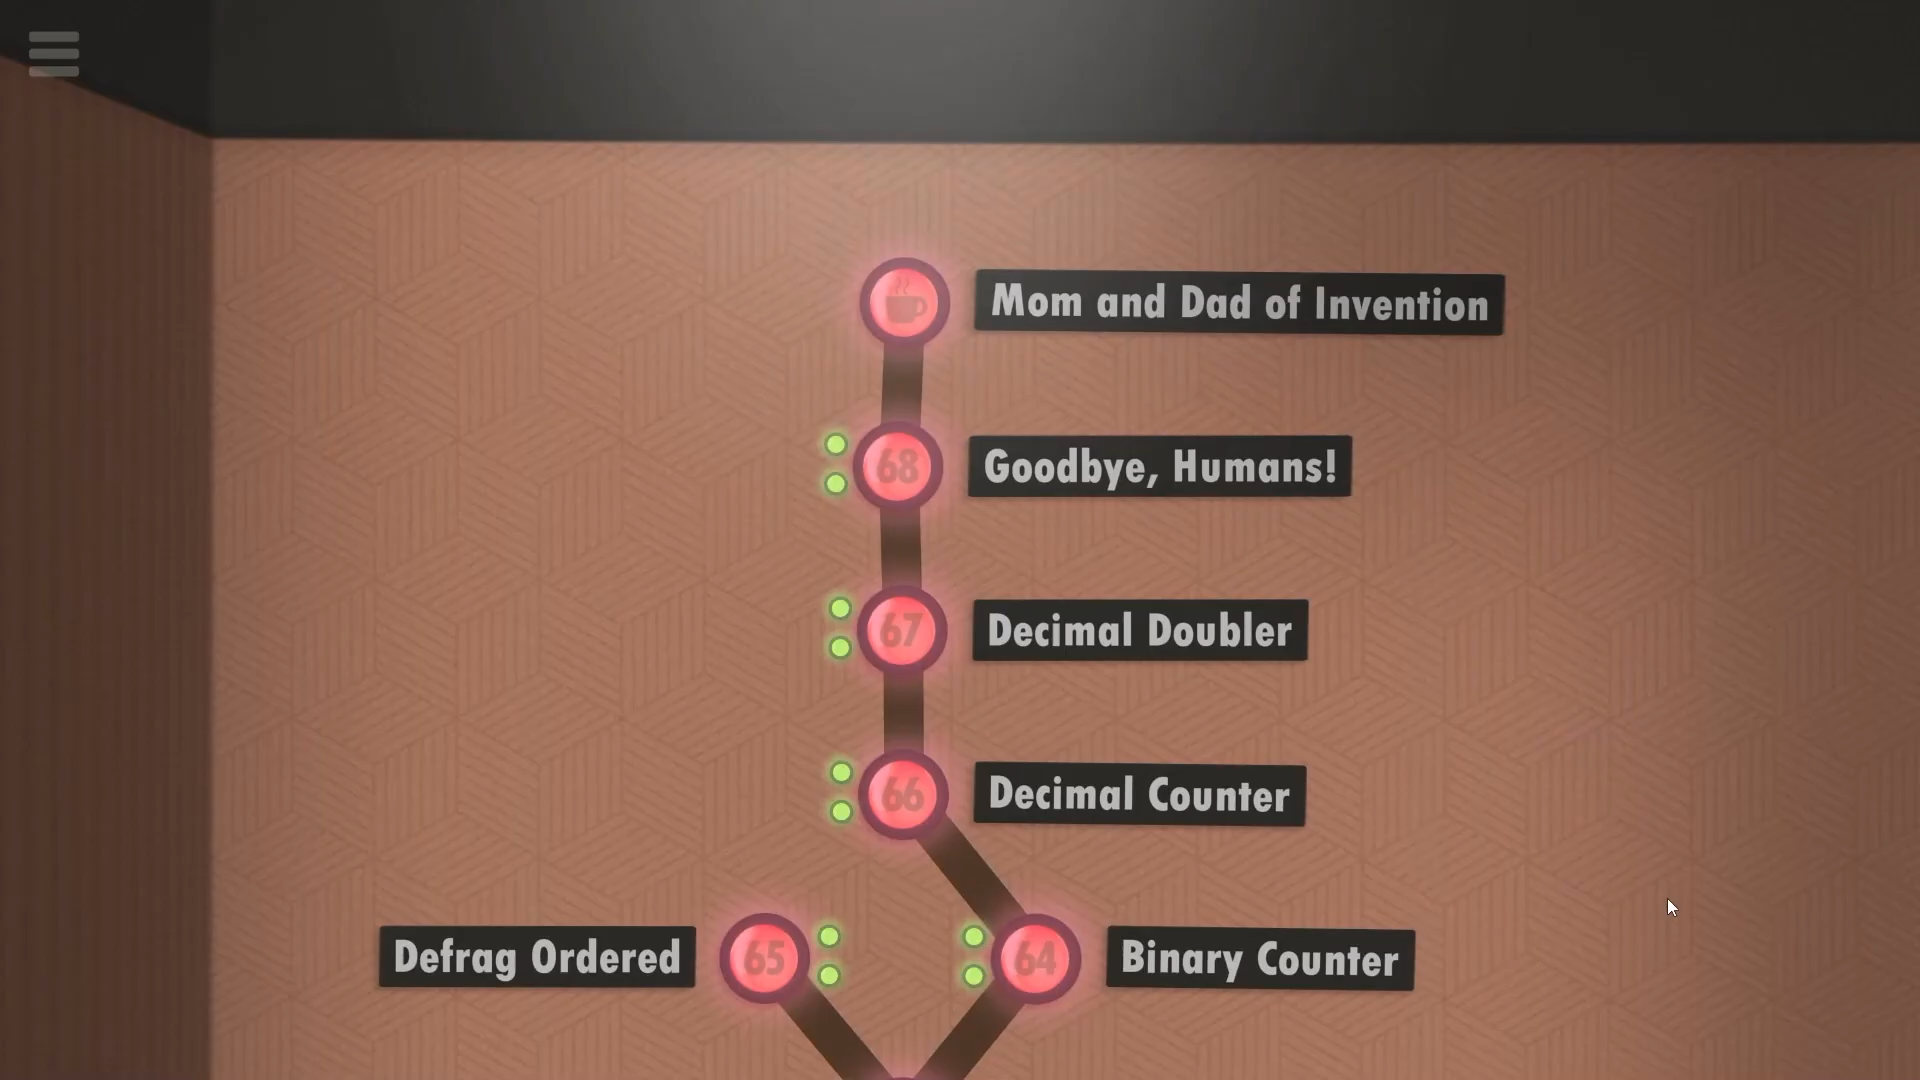 Mom and Dad of Invention
68
Goodbye, Humans!
67
Decimal Doubler
66
Decimal Counter
Defrag Ordered
65
64
Binary Counter